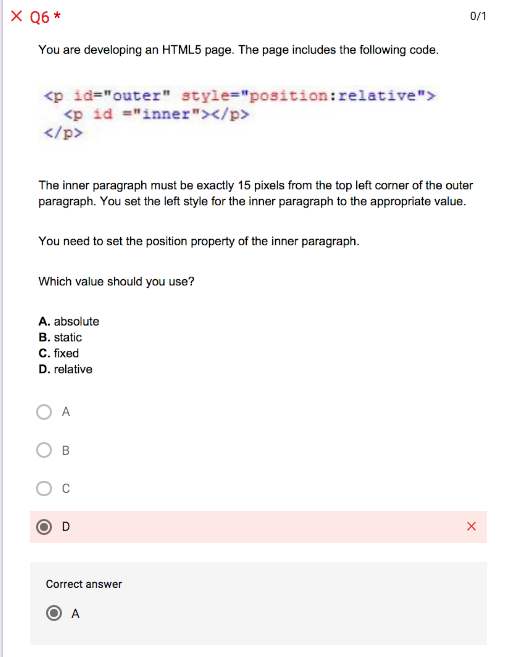 × Q6 *
0/1
You are developing an HTML5 page. The page includes the following code.
<p id="outer" style="position:relative">
<p id ="inner"></p>
</p>
The inner paragraph must be exactly 15 pixels from the top left corner of the outer
paragraph. You set the left style for the inner paragraph to the appropriate value.
You need to set the position property of the inner paragraph.
Which value should you use?
A. absolute
B. static
C. fixed
D. relative
A
B
C
D
Correct answer
A